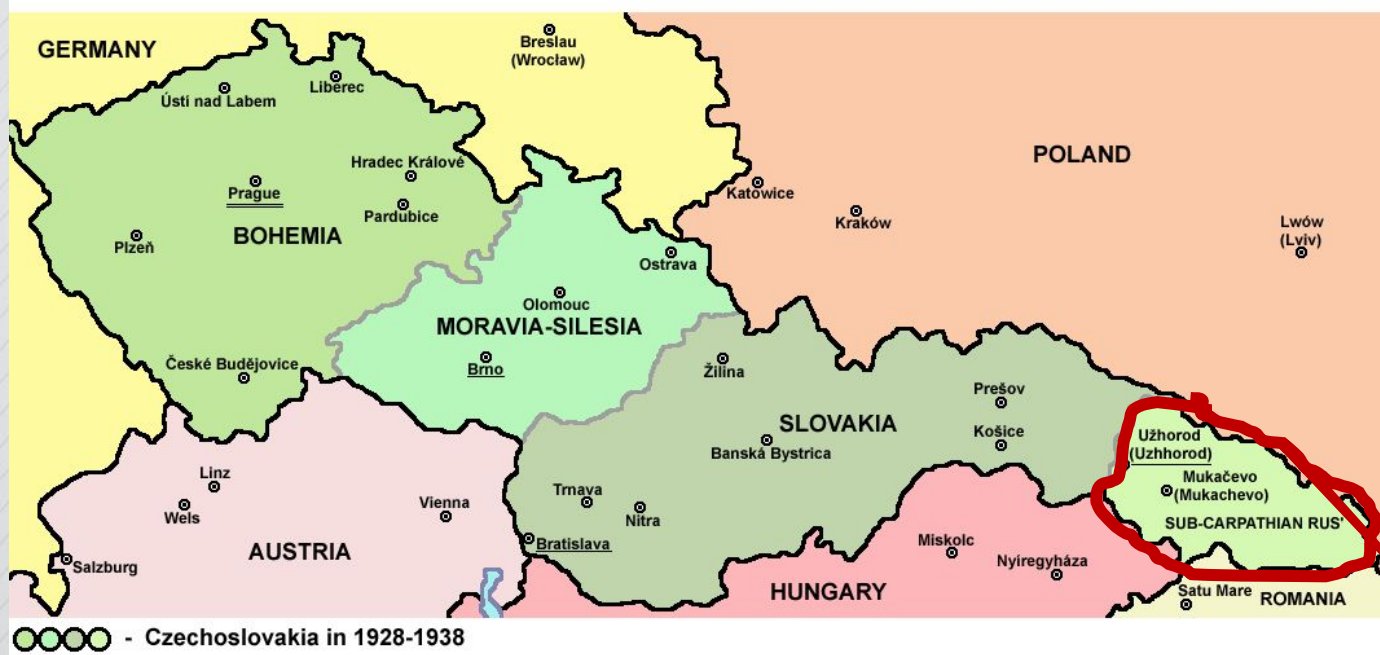 GERMANY
Breslau
(Wrocław)
Ústí nad Labem
Liberec
POLAND
Hradec Králové
Prague
Katowice
Pardubice
Kraków
Lwów
(Lviv)
BOHEMIA
Plzeň
Ostrava
Olomouc
MORAVIA-SILESIA
České Budějovice
Brno
Žilina
Prešov
SLOVAKIA
Košice
Užhorod
(Uzhhorod)
Banská Bystrica
Linz
Mukačevo
(Mukachevo)
Trnava
Vienna
Wels
Nitra
SUB-CARPATHIAN RUS'
Bratislava
AUSTRIA
Miskolc
Salzburg
Nyíregyháza
HUNGARY
Satu Mare
ROMANIA
- Czechoslovakia in 1928-1938